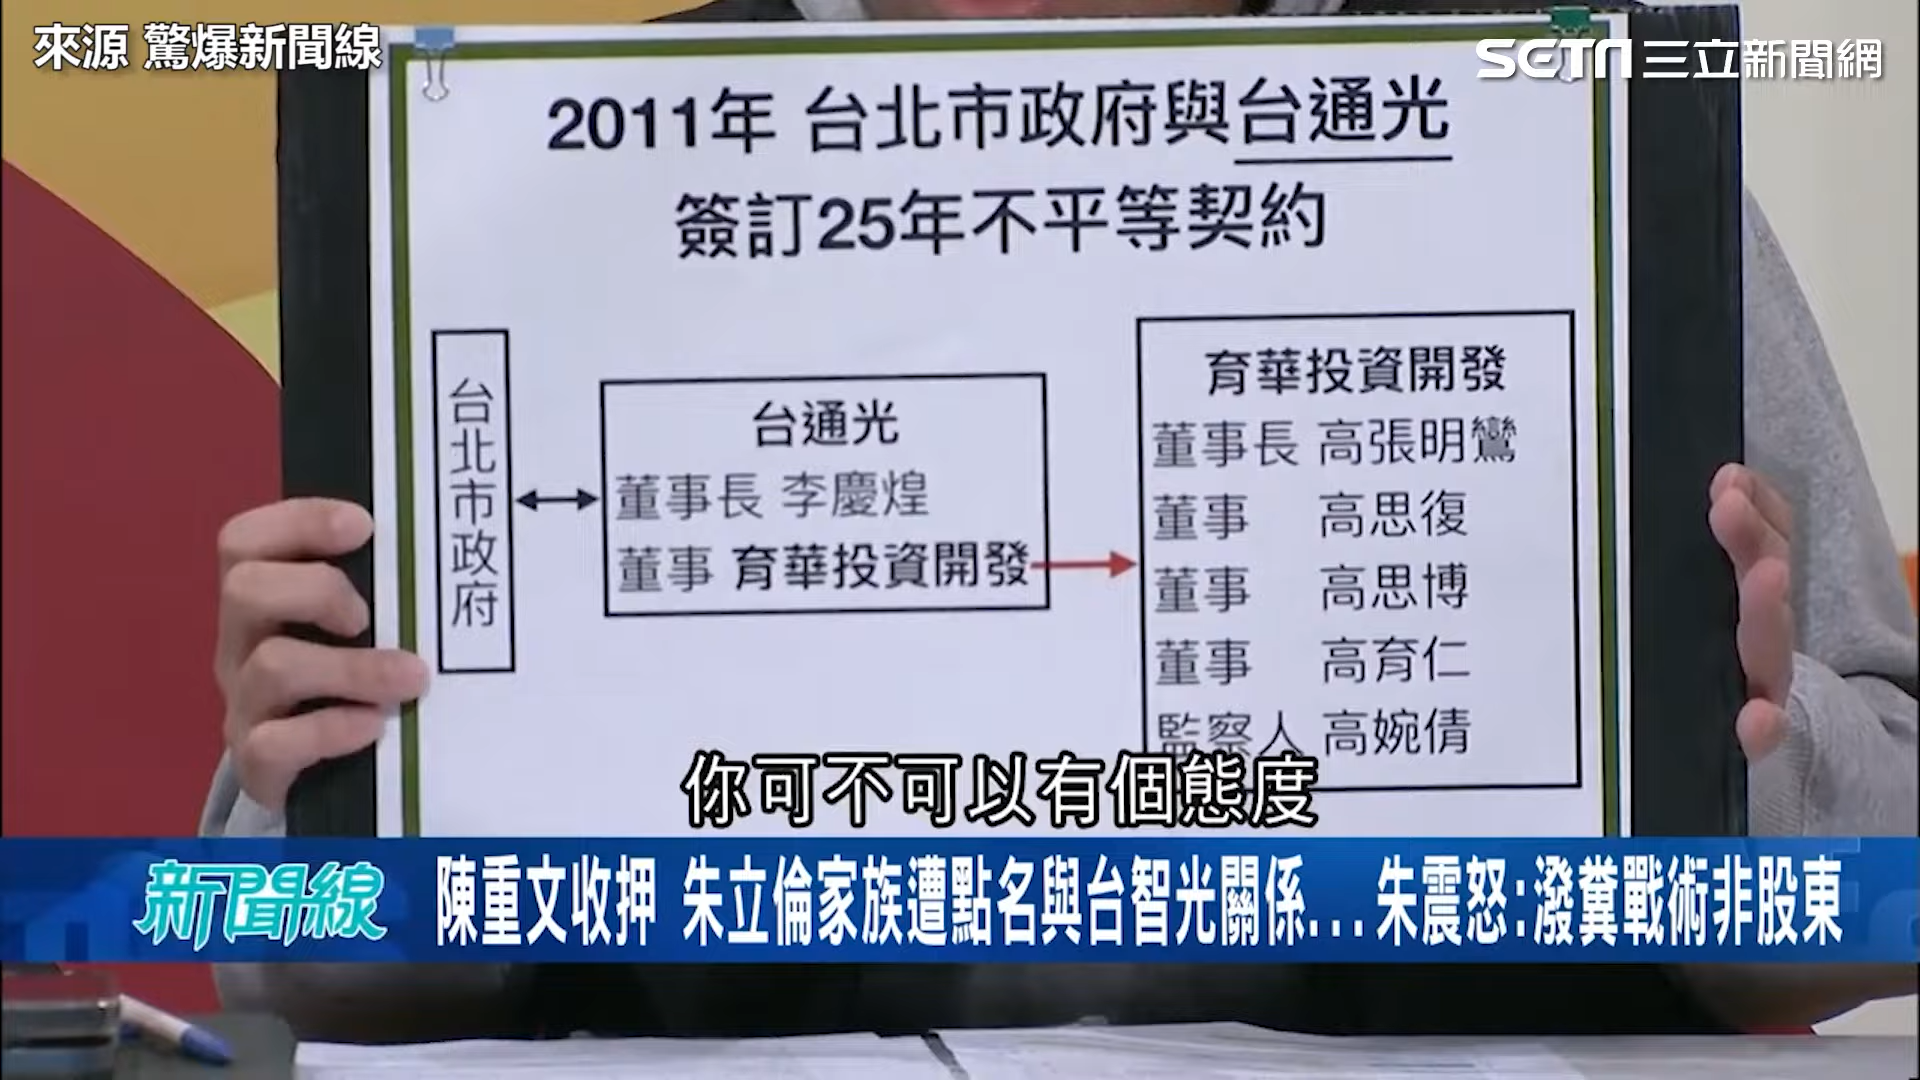 來源 驚爆新聞線
SETN三立新聞網
2011年 台北市政府與台通光
簽訂25年不平等契約
台北市政府
台通光
董事長 李慶煌
董事 育華投資開發
育華投資開發
董事長 高張明鸞
董事 高思復
董事 高思博
董事 高育仁
監察人 高婉倩
你可不可以有個態度
新聞線
陳重文收押 朱立倫家族遭點名與台智光關係...朱震怒:潑糞戰術非股東